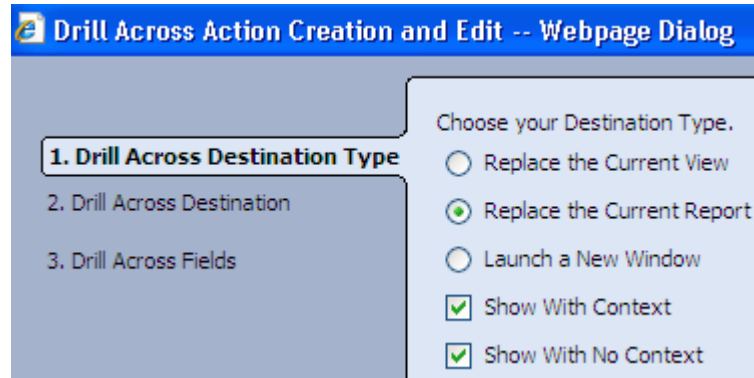 Drill Across Action Creation and Edit -- Webpage Dialog
Choose your Destination Type.
1. Drill Across Destination Type
Replace the Current View
2. Drill Across Destination
Replace the Current Report
3. Drill Across Fields
Launch a New Window
Show With Context
Show With No Context